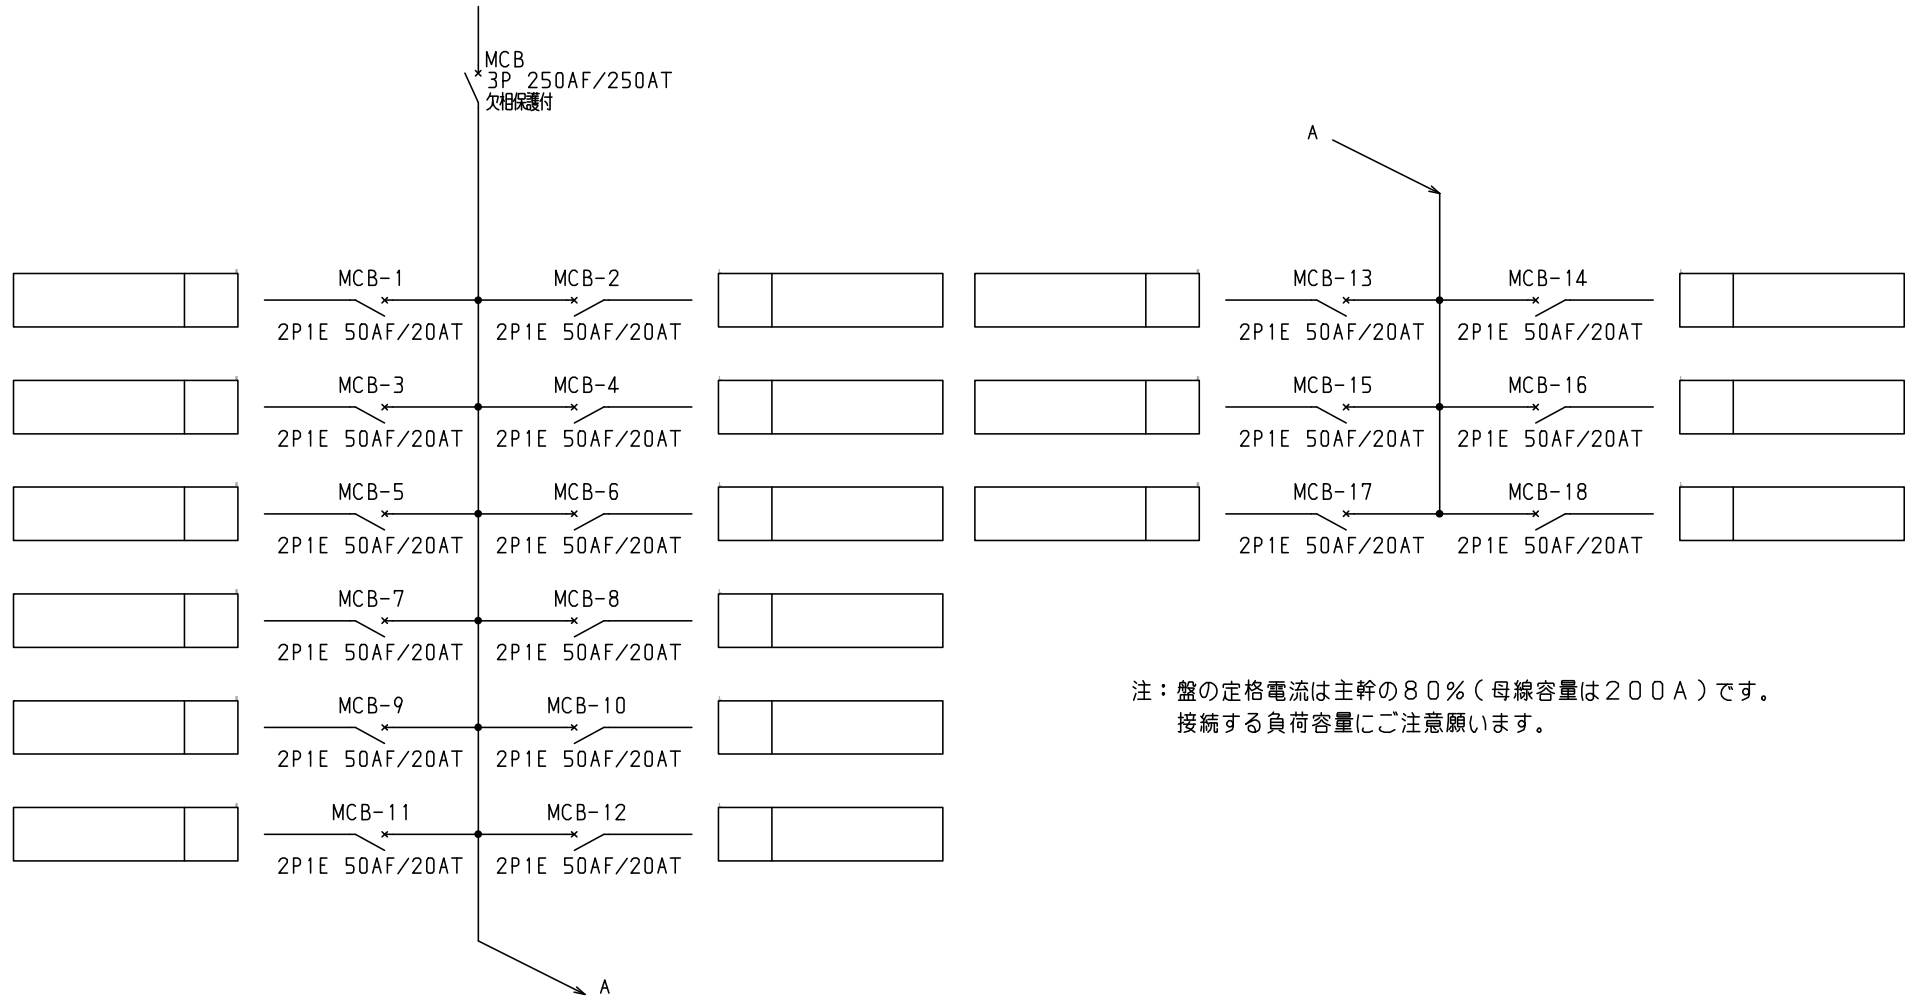 MCB
3P 250AF/250AT
欠相保護付
MCB-1 MCB-2
2P1E 50AF/20AT 2P1E 50AF/20AT
MCB-3 MCB-4
2P1E 50AF/20AT 2P1E 50AF/20AT
MCB-5 MCB-6
2P1E 50AF/20AT 2P1E 50AF/20AT
MCB-7 MCB-8
2P1E 50AF/20AT 2P1E 50AF/20AT
MCB-9 MCB-10
2P1E 50AF/20AT 2P1E 50AF/20AT
MCB-11 MCB-12
2P1E 50AF/20AT 2P1E 50AF/20AT
A
A
MCB-13 MCB-14
2P1E 50AF/20AT 2P1E 50AF/20AT
MCB-15 MCB-16
2P1E 50AF/20AT 2P1E 50AF/20AT
MCB-17 MCB-18
2P1E 50AF/20AT 2P1E 50AF/20AT
注：盤の定格電流は主幹の８０％（母線容量は２００Ａ）です。
接続する負荷容量にご注意願います。